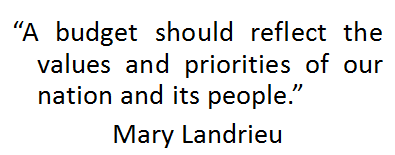 “A budget should reflect the
values and priorities of our
nation and its people.”
Mary Landrieu